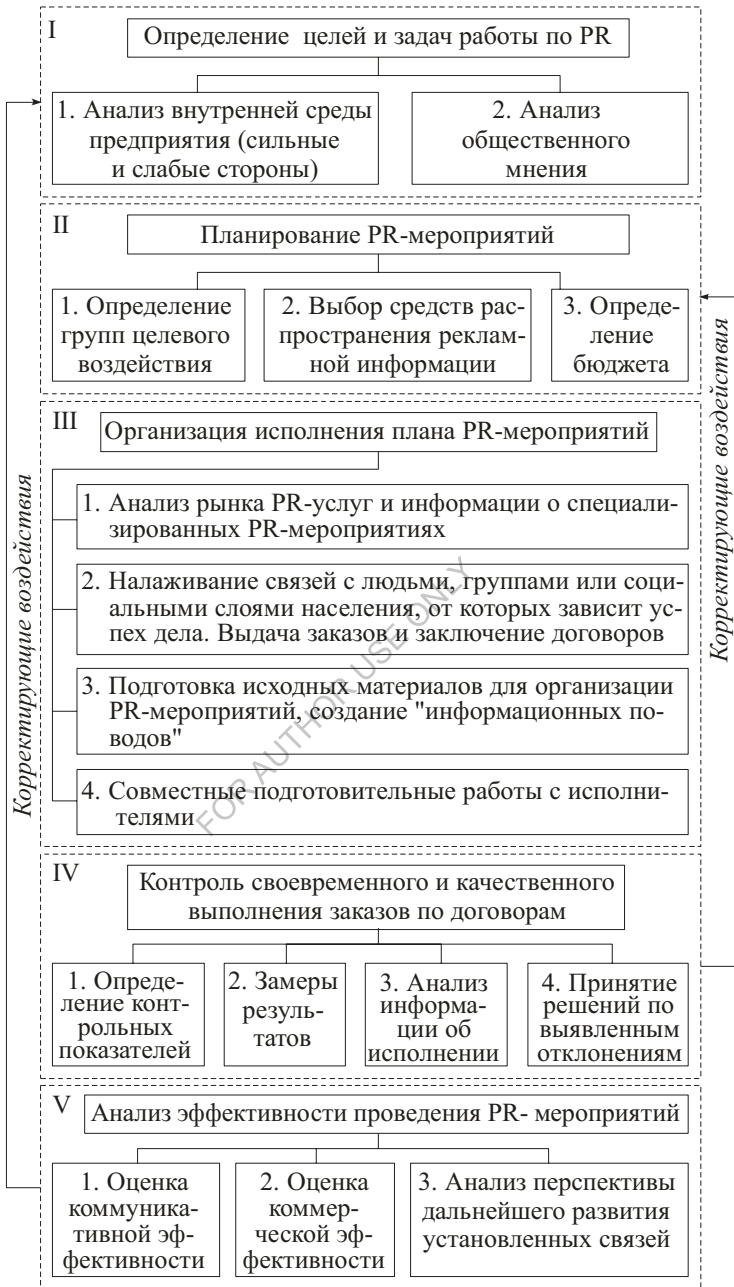 I
Определение целей и задач работы по PR
1. Анализ внутренней среды
предприятия (сильные
и слабые стороны)
2. Анализ
общественного
мнения
II
Планирование PR-мероприятий
1. Определение
групп целевого
воздействия
2. Выбор средств рас-
пространения реклам-
ной информации
3. Опреде-
ление
бюджета
III
Организация исполнения плана PR-мероприятий
1. Анализ рынка PR-услуг и информации о специали-
зированных PR-мероприятиях
2. Налаживание связей с людьми, группами или соци-
альными слоями населения, от которых зависит ус-
пех дела. Выдача заказов и заключение договоров
3. Подготовка исходных материалов для организации
PR-мероприятий, создание "информационных по-
водов"
4. Совместные подготовительные работы с исполни-
телями
IV
Контроль своевременного и качественного
выполнения заказов по договорам
1. Опреде-
ление конт-
рольных
показателей
2. Замеры
резуль-
татов
3. Анализ
информа-
ции об
исполнении
4. Принятие
решений по
выявленным
отклонениям
V
Анализ эффективности проведения PR- мероприятий
1. Оценка
коммуника-
тивной эф-
фективности
2. Оценка
коммер-
ческой эф-
фективности
3. Анализ перспективы
дальнейшего развития
установленных связей
Корректирующие воздействия
Корректирующие воздействия
FOR AUTHOR USE ONLY